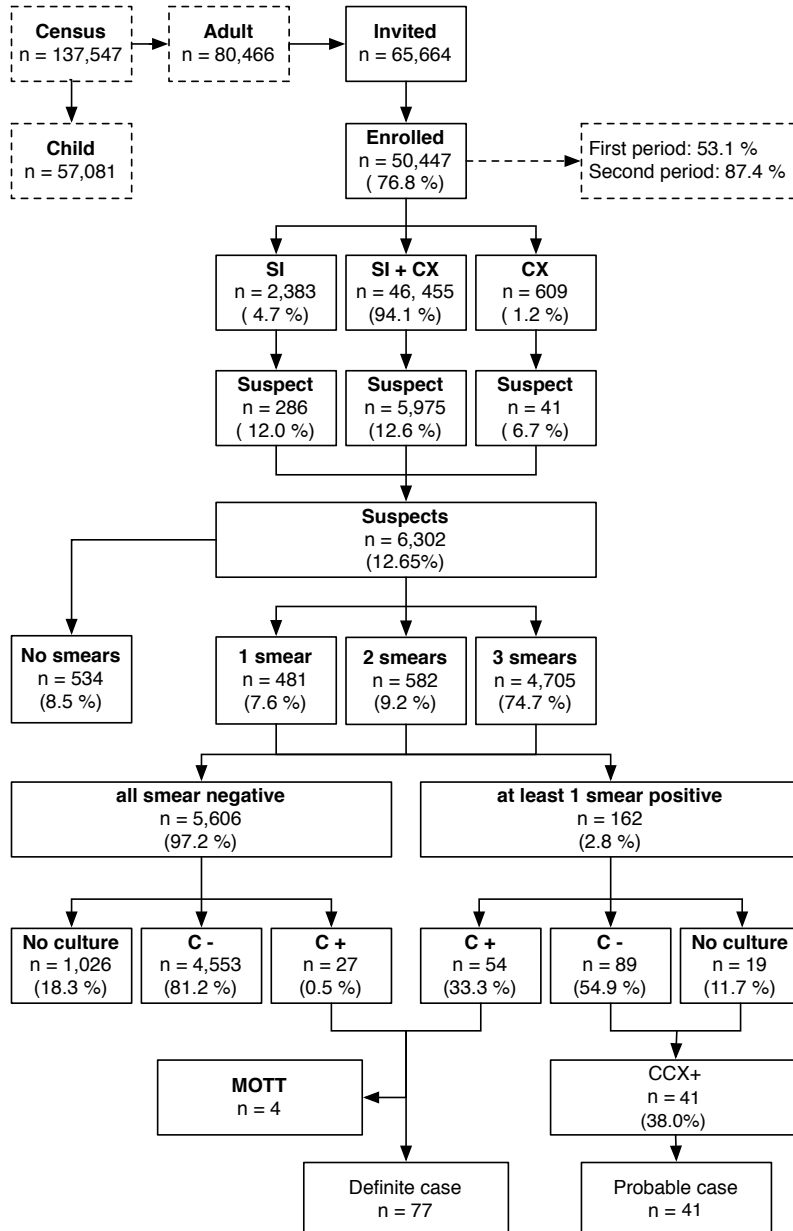 Census
n = 137,547
Adult
n = 80,466
Invited
n = 65,664
Child
n = 57,081
Enrolled
n = 50,447
( 76.8 %)
First period: 53.1 %
Second period: 87.4 %
SI
n = 2,383
( 4.7 %)
SI + CX
n = 46, 455
(94.1 %)
CX
n = 609
( 1.2 %)
Suspect
n = 286
( 12.0 %)
Suspect
n = 5,975
(12.6 %)
Suspect
n = 41
( 6.7 %)
Suspects
n = 6,302
(12.65%)
No smears
n = 534
(8.5 %)
1 smear
n = 481
(7.6 %)
2 smears
n = 582
(9.2 %)
3 smears
n = 4,705
(74.7 %)
all smear negative
n = 5,606
(97.2 %)
at least 1 smear positive
n = 162
(2.8 %)
No culture
n = 1,026
(18.3 %)
C -
n = 4,553
(81.2 %)
C +
n = 27
(0.5 %)
C +
n = 54
(33.3 %)
C -
n = 89
(54.9 %)
No culture
n = 19
(11.7 %)
MOTT
n = 4
CCX+
n = 41
(38.0%)
Definite case
n = 77
Probable case
n = 41